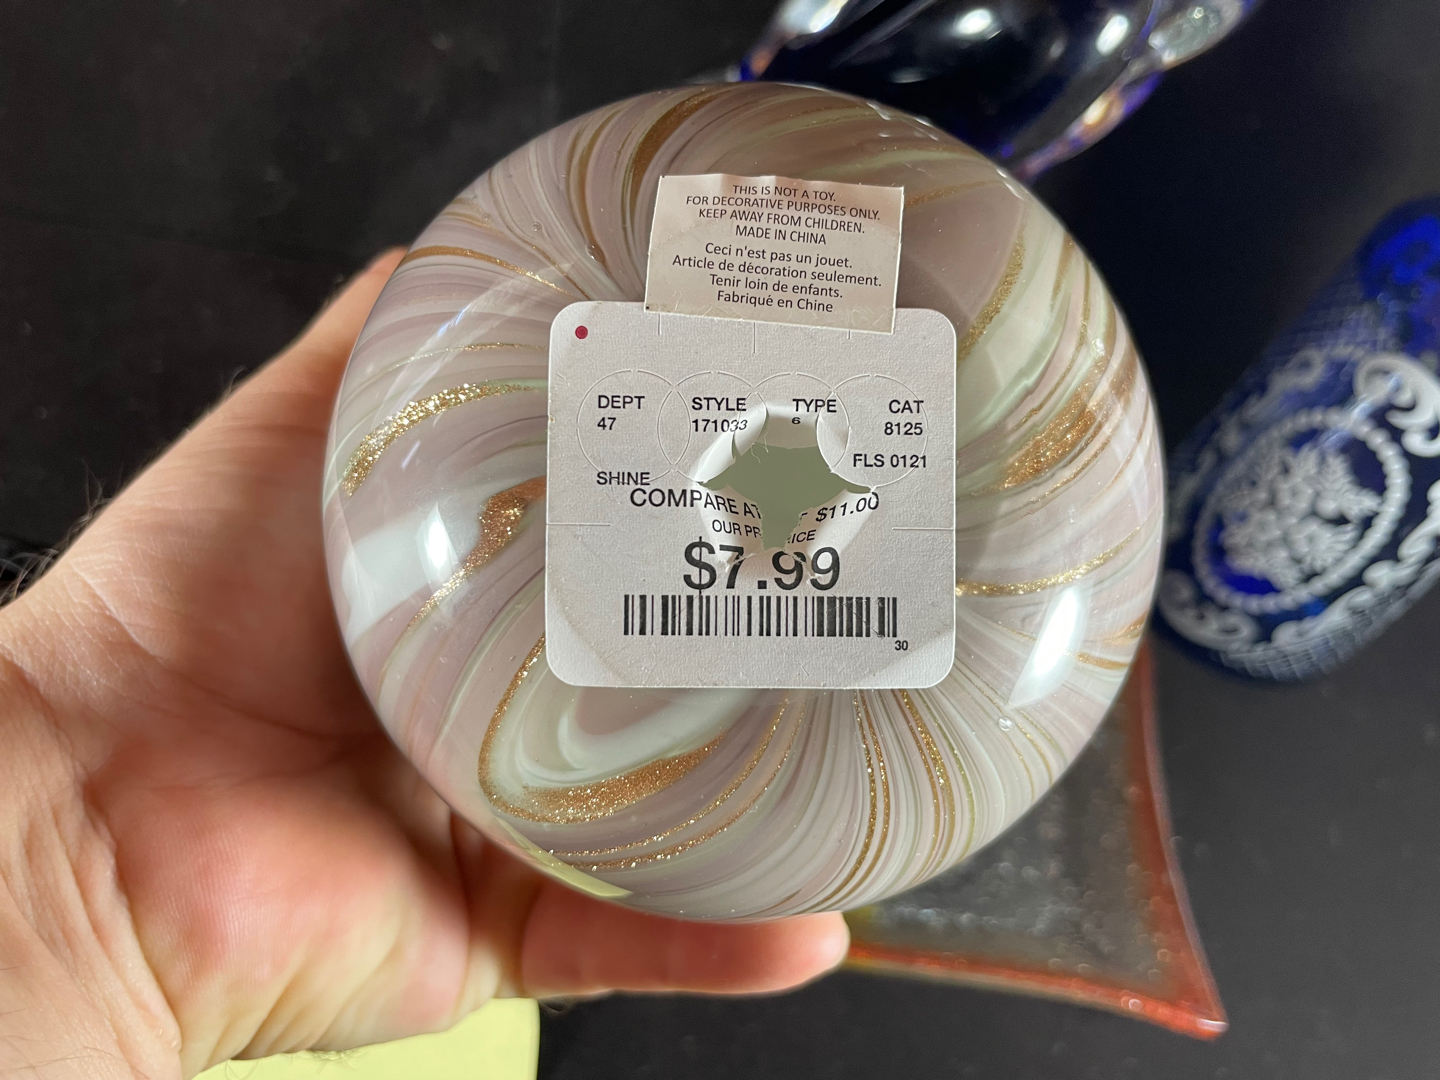 THIS IS NOT A TOY.
FOR DECORATIVE PURPOSES ONLY.
KEEP AWAY FROM CHILDREN.
MADE IN CHINA
Ceci n'est pas un jouet.
Article de décoration seulement.
Tenir loin de enfants.
Fabriqué en Chine
DEPT STYLE TYPE CAT
47 171033 6 8125
FLS 0121
SHINE
COMPARE AT $11.00
OUR PRICE
$7.99
30